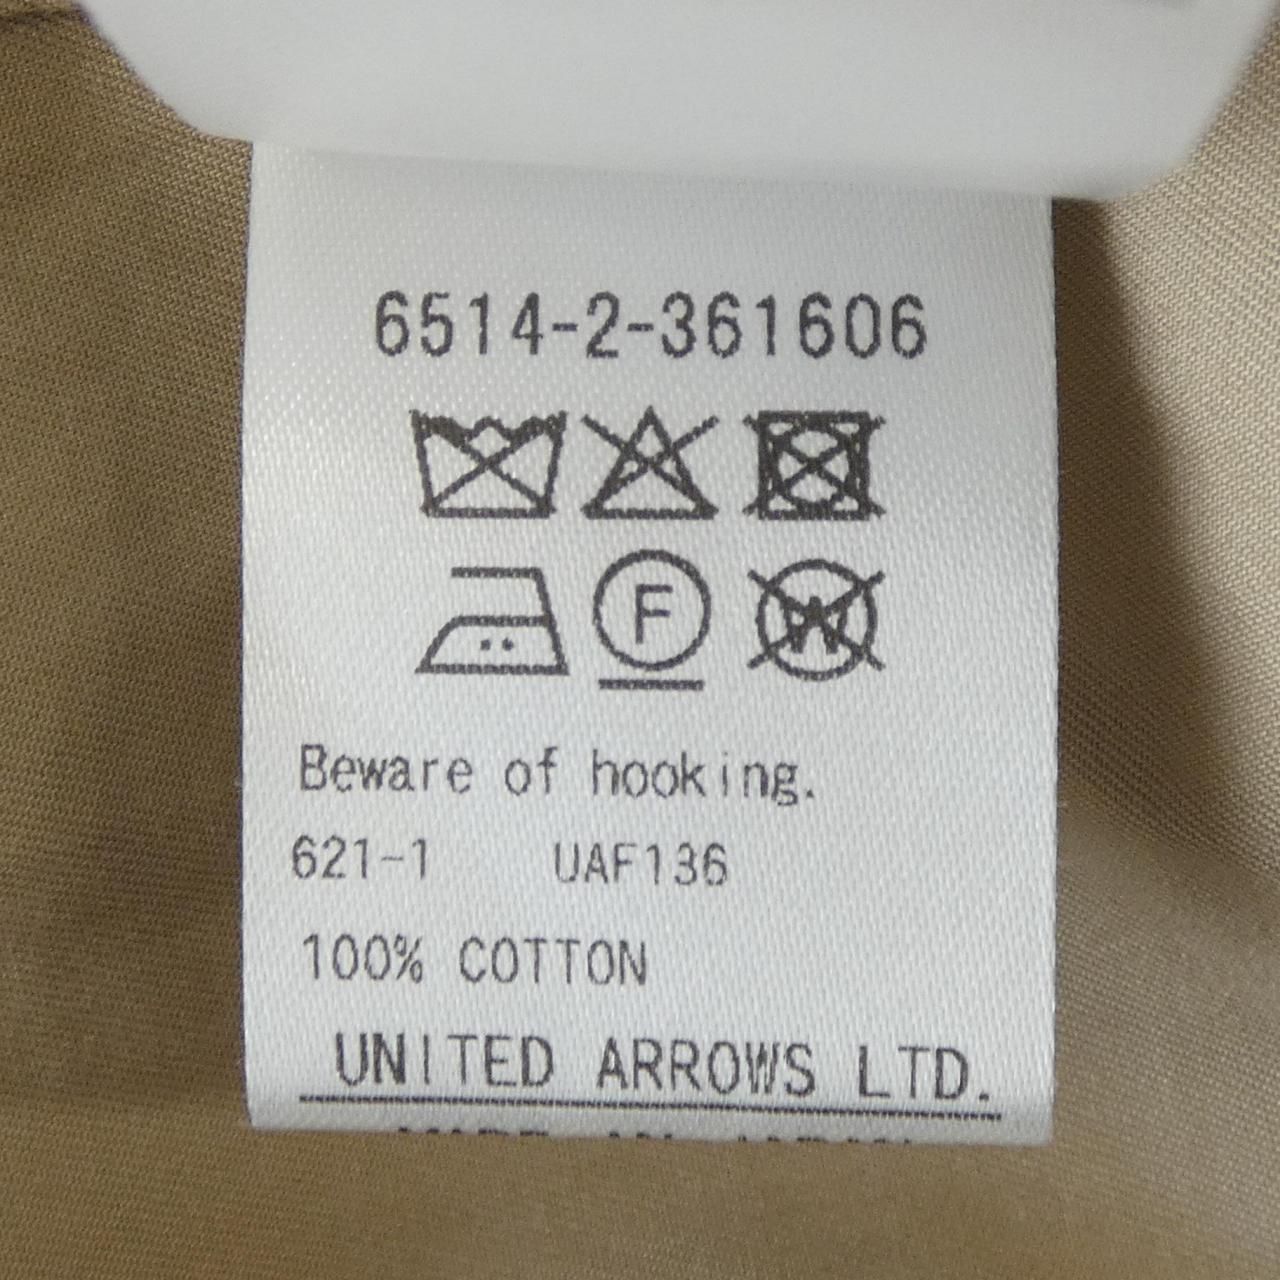 6514-2-361606
F W
Beware of hooking.
621-1 UAF136
100% COTTON
UNITED ARROWS LTD.